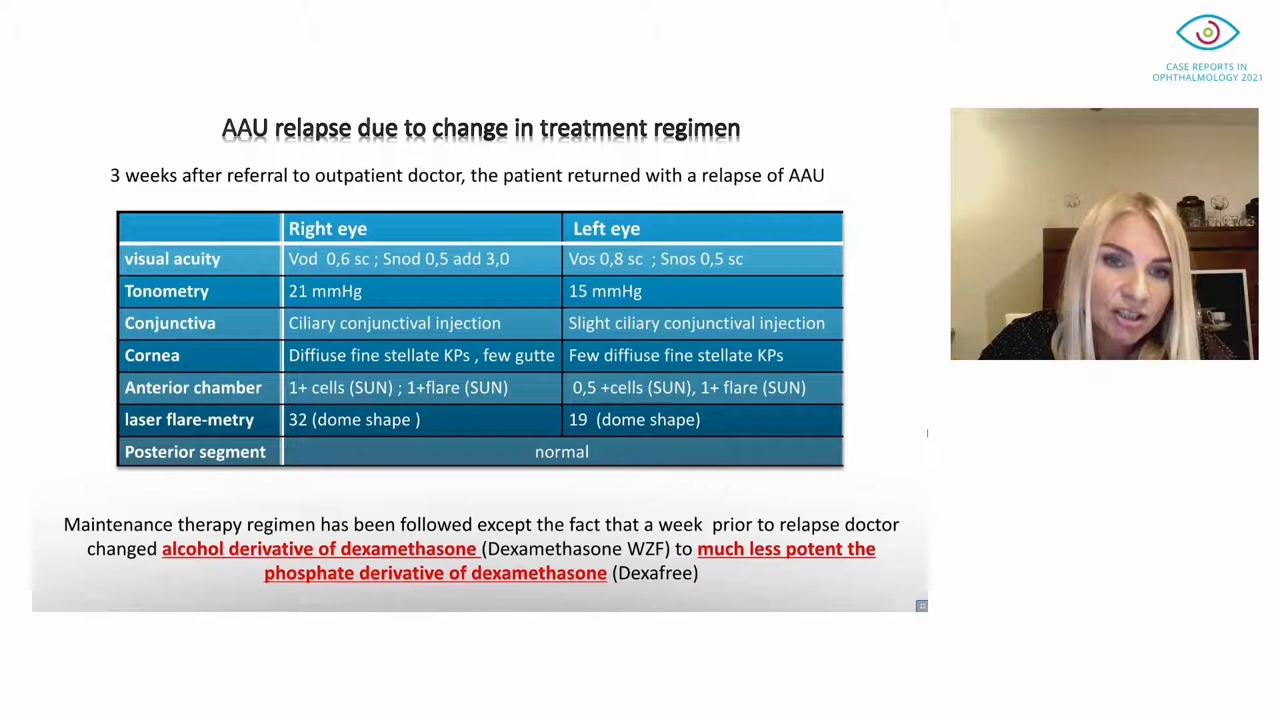 CASE REPORTS IN
OPHTHALMOLOGY 2021
AAU relapse due to change in treatment regimen
3 weeks after referral to outpatient doctor, the patient returned with a relapse of AAU
Right eye Left eye
visual acuity Vod 0,6 sc ; Snod 0,5 add 3,0 Vos 0,8 sc ; Snos 0,5 sc
Tonometry 21 mmHg 15 mmHg
Conjunctiva Ciliary conjunctival injection Slight ciliary conjunctival injection
Cornea Diffiuse fine stellate KPs , few gutte Few diffiuse fine stellate KPs
Anterior chamber 1+ cells (SUN) ; 1+flare (SUN) 0,5 +cells (SUN), 1+ flare (SUN)
laser flare-metry 32 (dome shape ) 19 (dome shape)
Posterior segment normal
Maintenance therapy regimen has been followed except the fact that a week prior to relapse doctor
changed alcohol derivative of dexamethasone (Dexamethasone WZF) to much less potent the
phosphate derivative of dexamethasone (Dexafree)